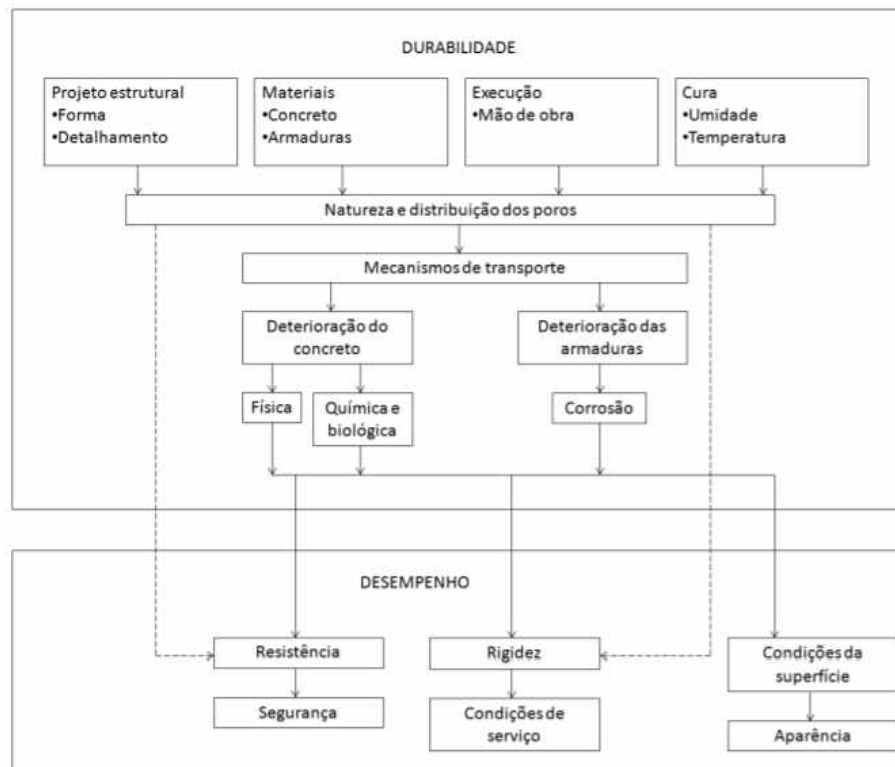 DURABILIDADE
Projeto estrutural
•Forma
•Detalhamento
Materiais
•Concreto
•Armaduras
Execução
•Mão de obra
Cura
•Umidade
•Temperatura
Natureza e distribuição dos poros
Mecanismos de transporte
Deterioração do
concreto
Deterioração das
armaduras
Física
Química e
biológica
Corrosão
DESEMPENHO
Resistência
Rigidez
Condições da
superfície
Segurança
Condições de
serviço
Aparência